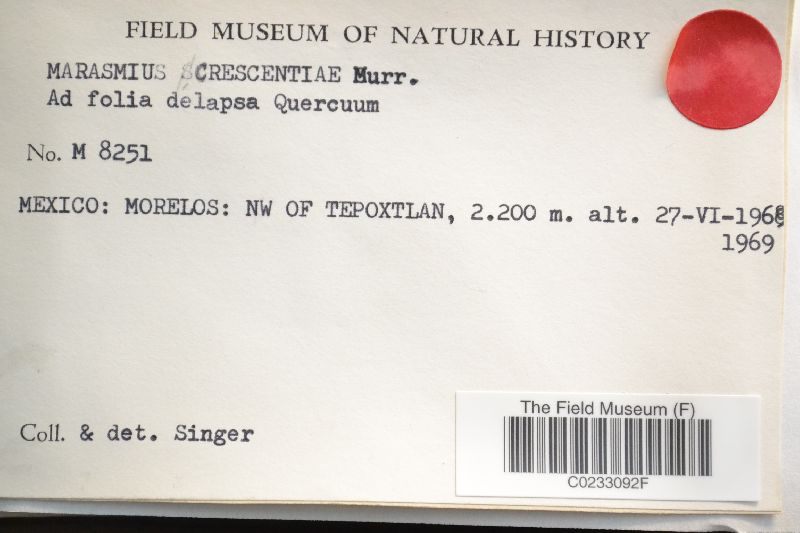 FIELD MUSEUM OF NATURAL HISTORY
MARASMIUS CRESCENTIAE Murr.
Ad folia delapsa Quercuum
No. M 8251
MEXICO: MORELOS: NW OF TEPOXTLAN, 2.200 m. alt. 27-VI-1969
1969
Coll. & det. Singer
The Field Museum (F)
C0233092F